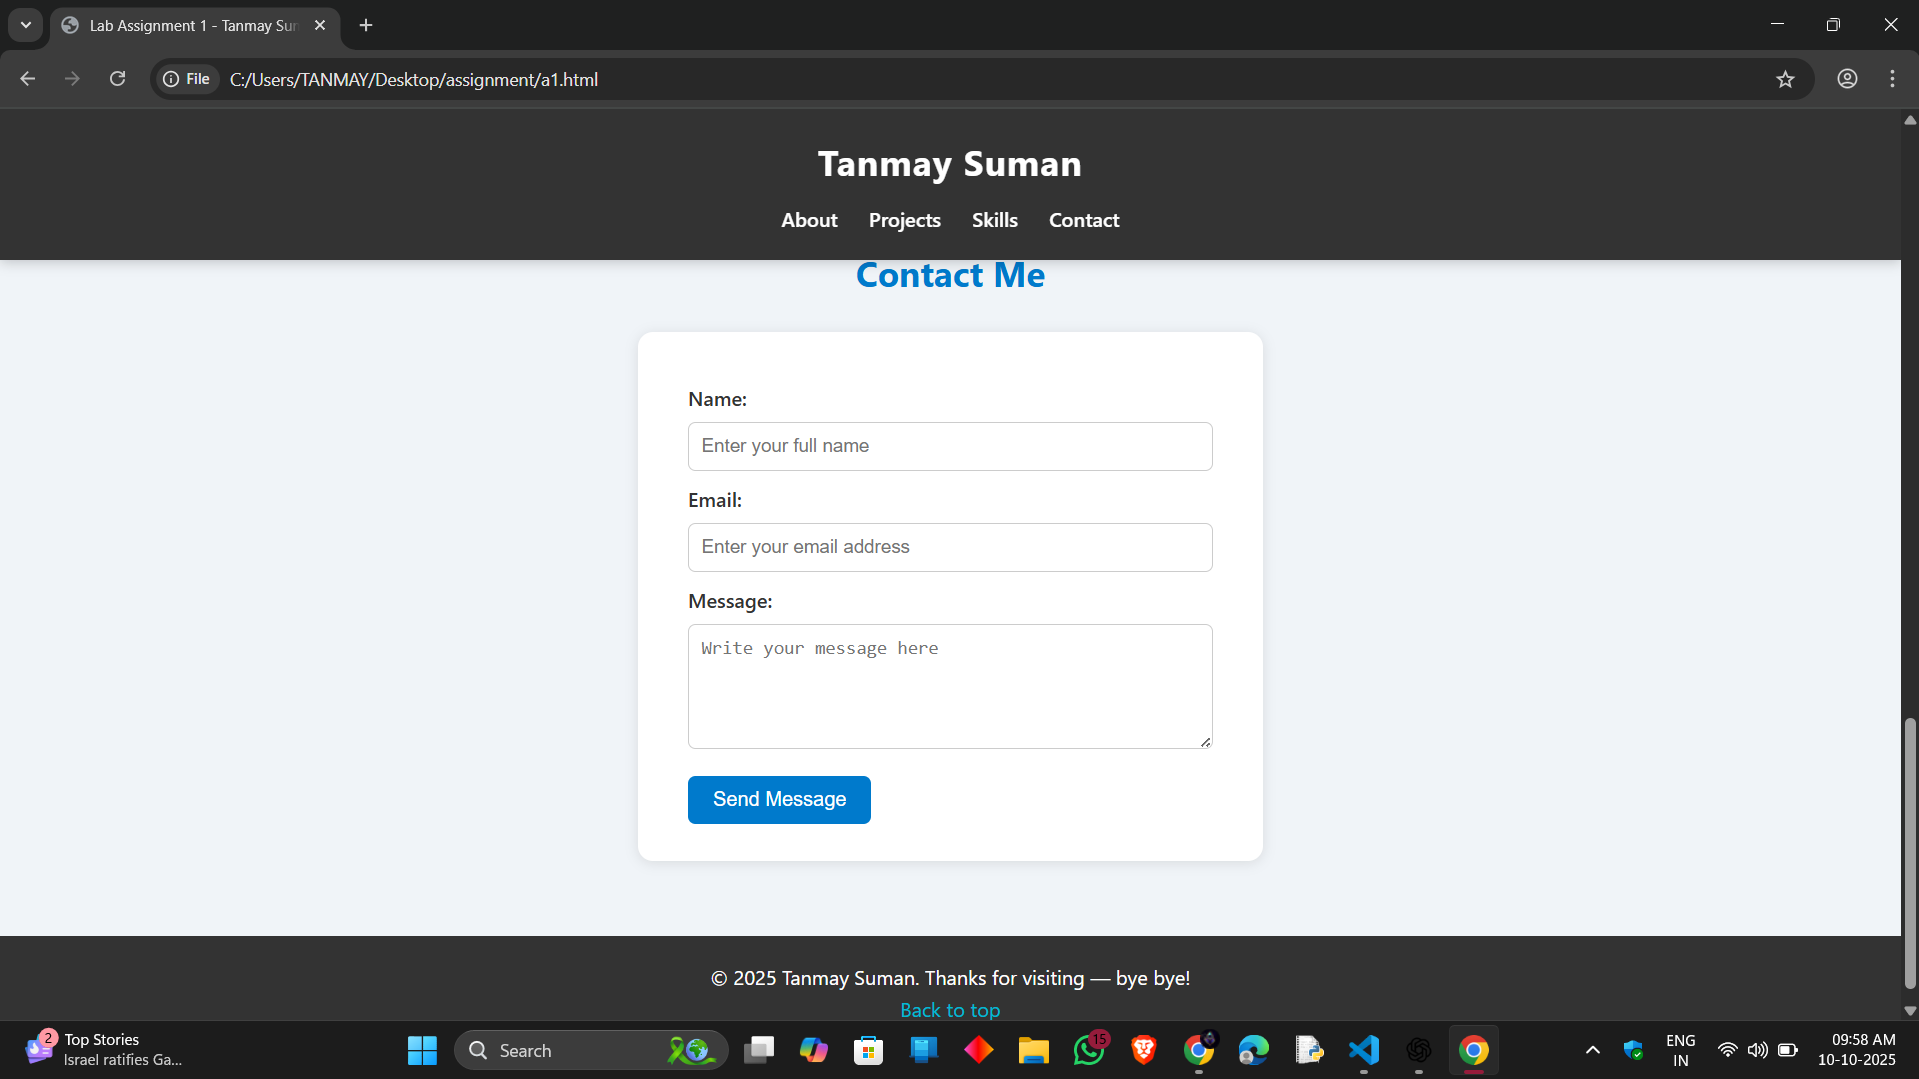 Lab Assignment 1 - Tanmay Sun
File
C:/Users/TANMAY/Desktop/assignment/a1.html
Tanmay Suman
About Projects Skills Contact
Contact Me
Name:
Enter your full name
Email:
Enter your email address
Message:
Write your message here
Send Message
© 2025 Tanmay Suman. Thanks for visiting — bye bye!
Back to top
2
Top Stories
Israel ratifies Ga...
Search
15
ENG
IN
09:58 AM
10-10-2025